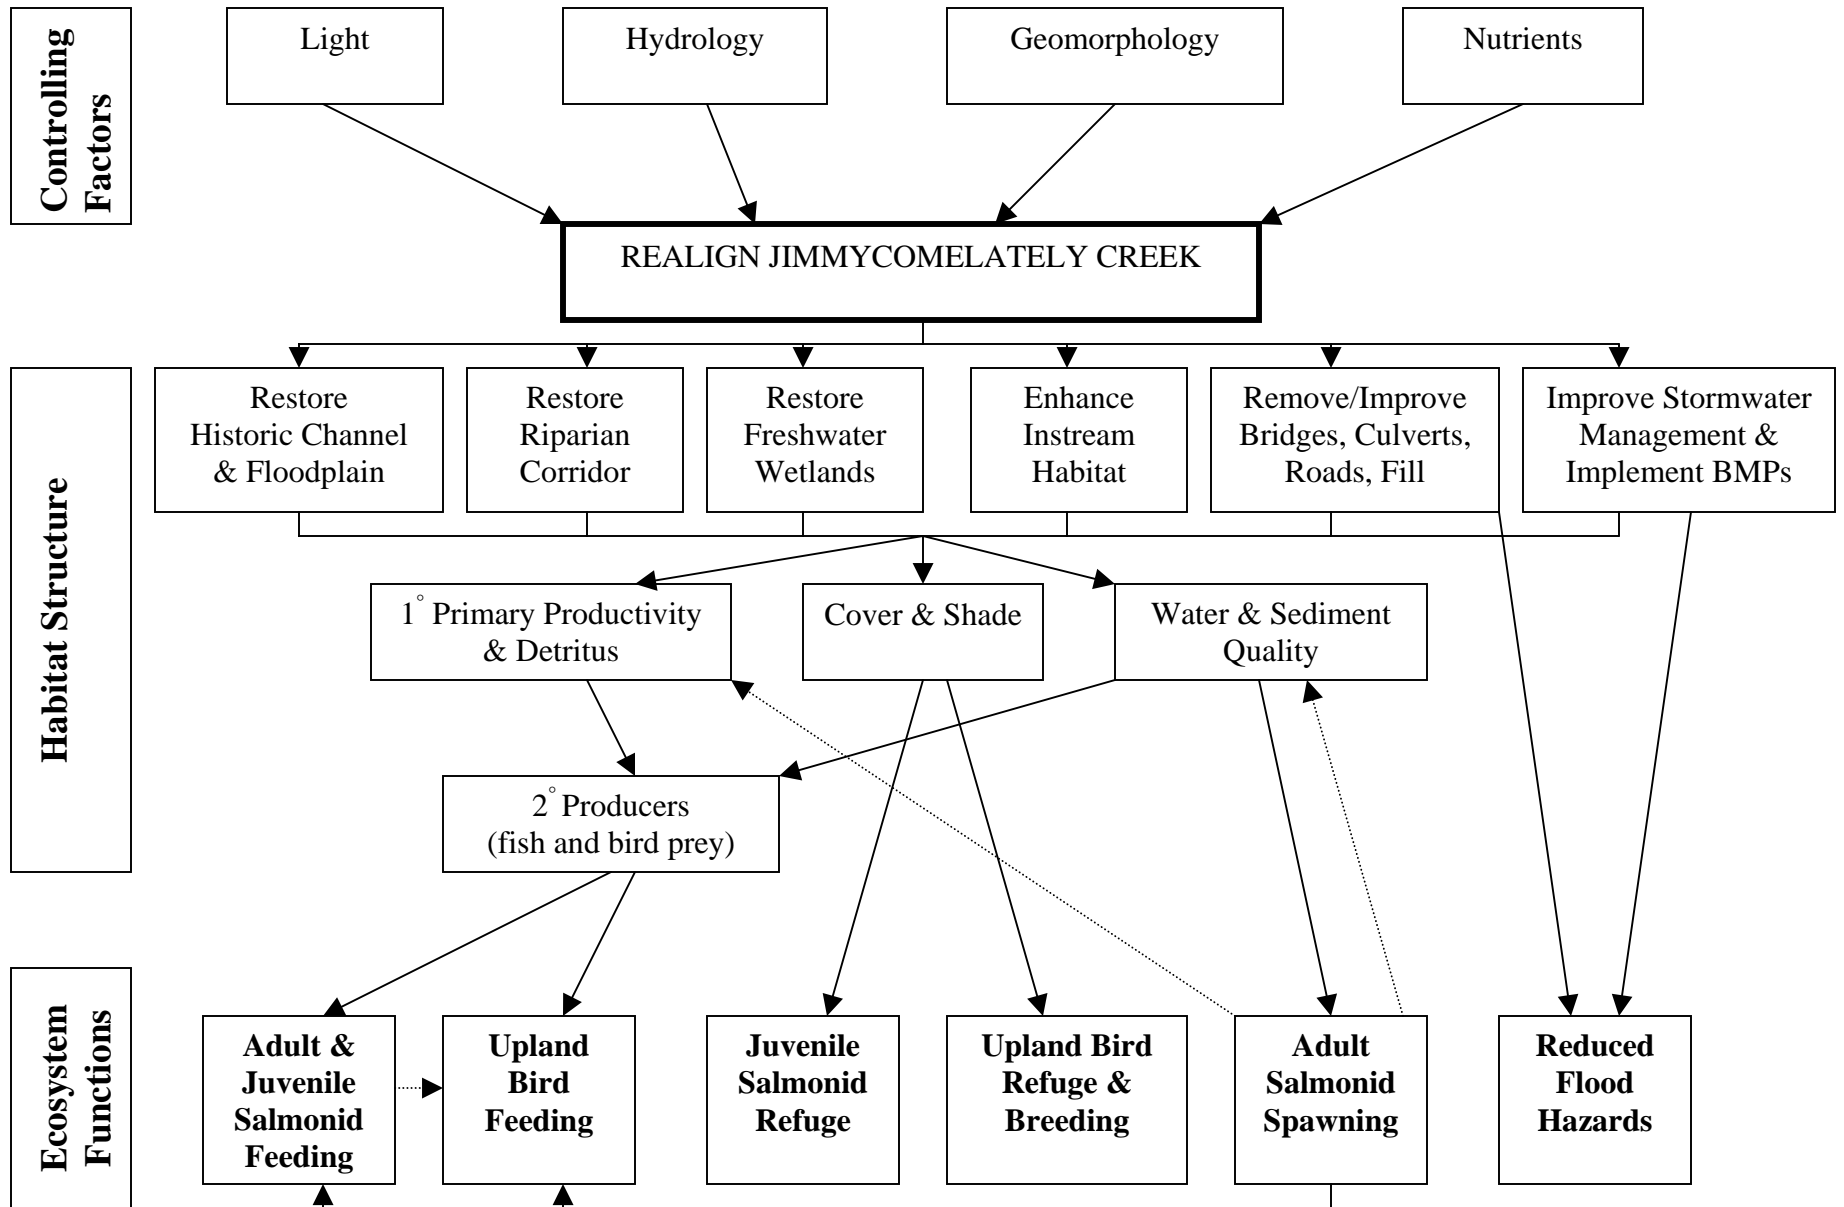 Controlling
Factors
Light
Hydrology
Geomorphology
Nutrients
REALIGN JIMMYCOMELATELY CREEK
Habitat Structure
Restore
Historic Channel
& Floodplain
Restore
Riparian
Corridor
Restore
Freshwater
Wetlands
Enhance
Instream
Habitat
Remove/Improve
Bridges, Culverts,
Roads, Fill
Improve Stormwater
Management &
Implement BMPs
1° Primary Productivity
& Detritus
Cover & Shade
Water & Sediment
Quality
2° Producers
(fish and bird prey)
Ecosystem
Functions
Adult &
Juvenile
Salmonid
Feeding
Upland
Bird
Feeding
Juvenile
Salmonid
Refuge
Upland Bird
Refuge &
Breeding
Adult
Salmonid
Spawning
Reduced
Flood
Hazards